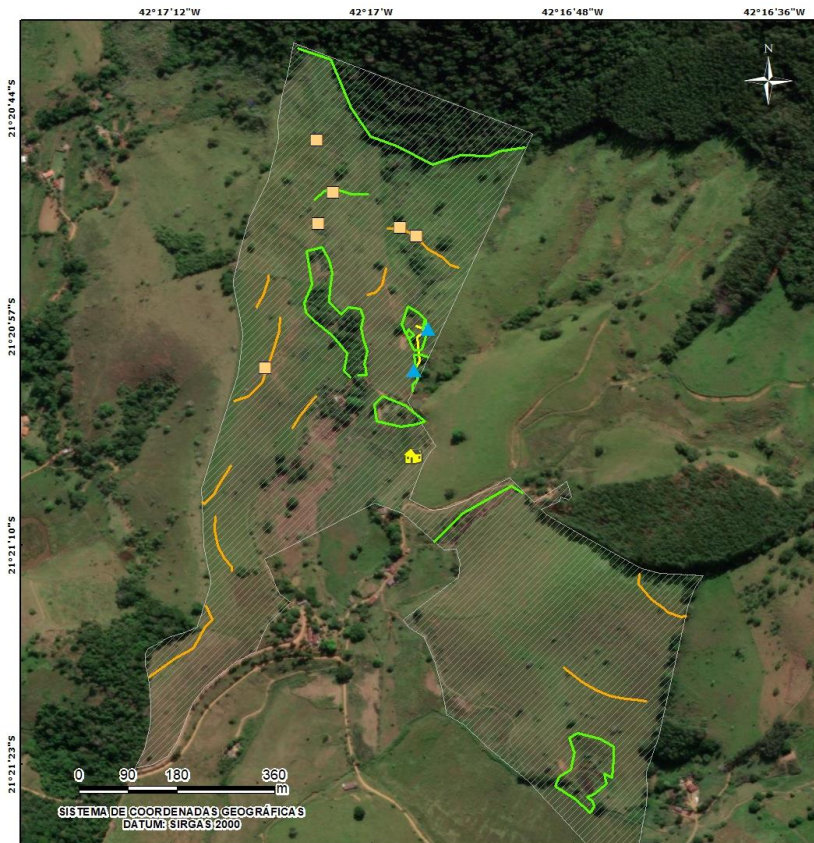 42°17'12"W 42°17'W 42°16'48"W 42°16'36"W
N
21°20'44"S
21°20'57"S
21°21'10"S
21°21'23"S
0 90 180 360
m
SISTEMA DE COORDENADAS GEOGRÁFICAS
DATUM: SIRGAS 2000